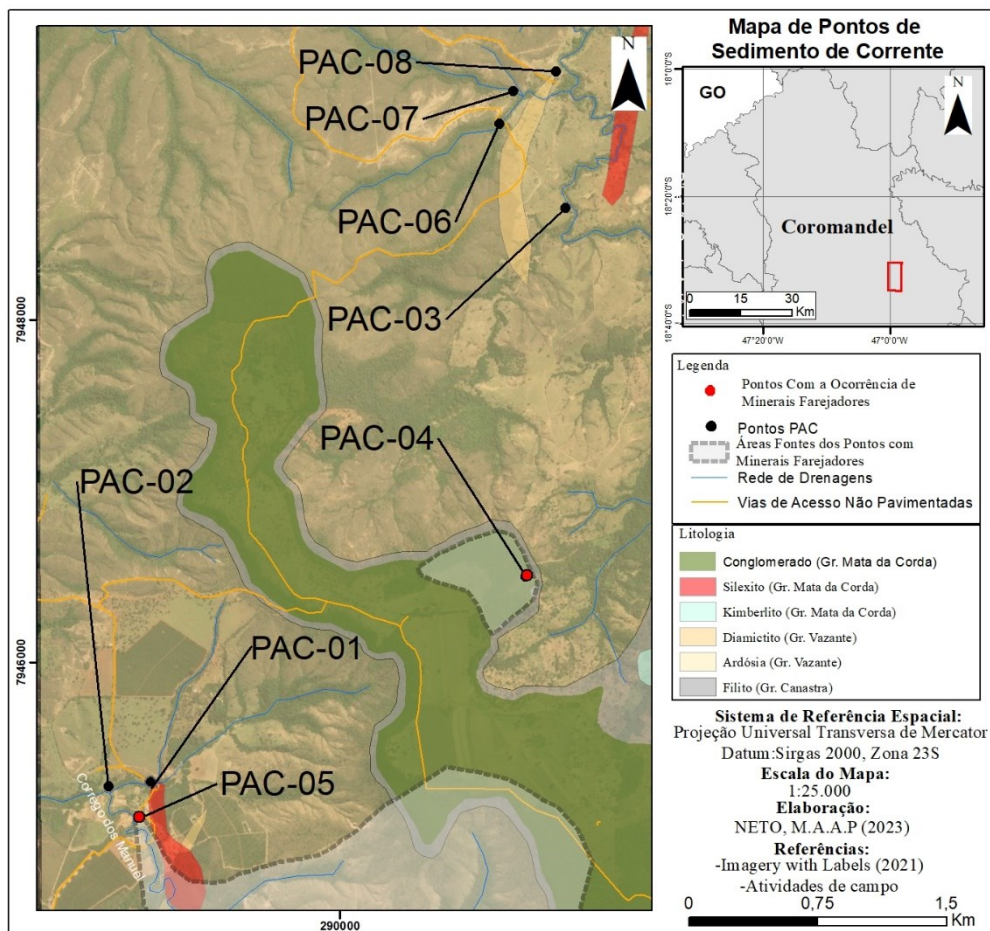 PAC-08
PAC-07
PAC-06
PAC-03
PAC-04
PAC-02
PAC-01
PAC-05
Corrego dos Manuel
N
7948000
7946000
290000
Mapa de Pontos de
Sedimento de Corrente
GO
N
Coromandel
0 15 30
Km
18°0'0"S
18°20'0"S
18°40'0"S
47°20'0"W
47°0'0"W
Legenda
Pontos Com a Ocorrência de
Minerais Farejadores
Pontos PAC
Áreas Fontes dos Pontos com
Minerais Farejadores
Rede de Drenagens
Vias de Acesso Não Pavimentadas
Litologia
Conglomerado (Gr. Mata da Corda)
Silexito (Gr. Mata da Corda)
Kimberlito (Gr. Mata da Corda)
Diamictito (Gr. Vazante)
Ardósia (Gr. Vazante)
Filito (Gr. Canastra)
Sistema de Referência Espacial:
Projeção Universal Transversa de Mercator
Datum:Sirgas 2000, Zona 23S
Escala do Mapa:
1:25.000
Elaboração:
NETO, M.A.A.P (2023)
Referências:
-Imagery with Labels (2021)
-Atividades de campo
0 0,75 1,5
Km